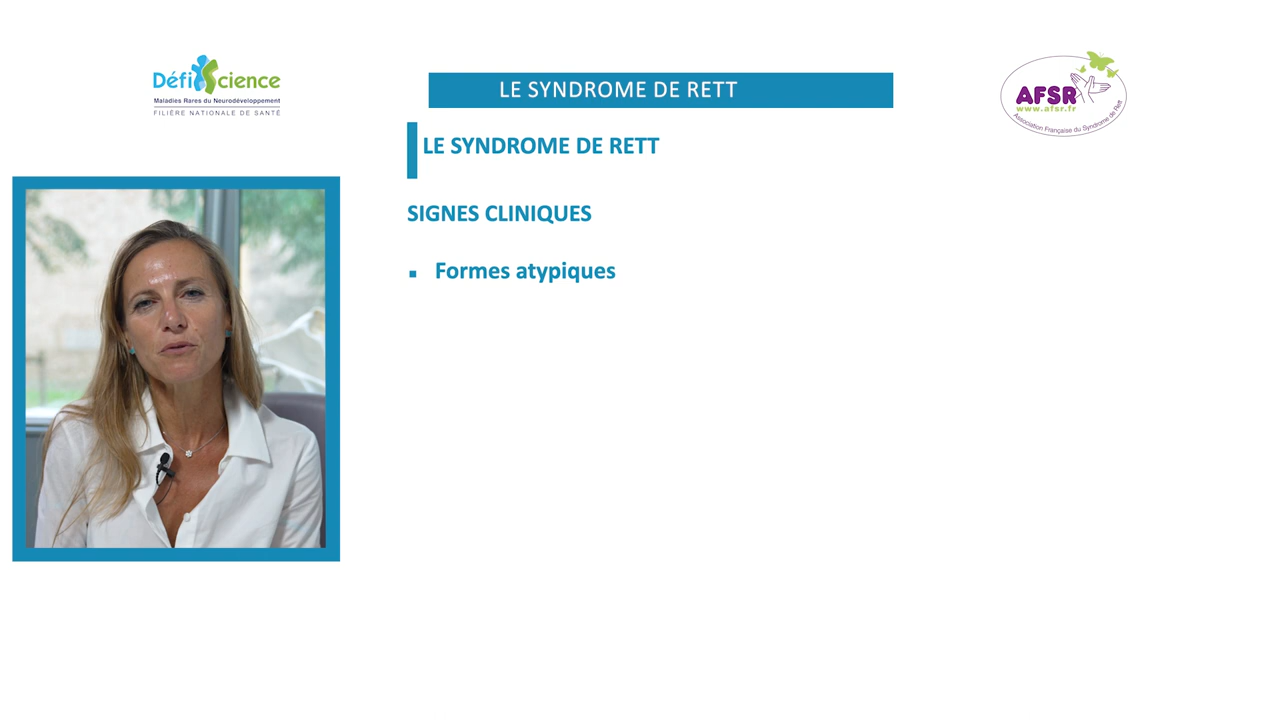 DéfiScience
Maladies Rares du Neurodéveloppement
FILIÈRE NATIONALE DE SANTÉ
LE SYNDROME DE RETT
AFSR
www.afsr.fr
Association Française du Syndrome de Rett
LE SYNDROME DE RETT
SIGNES CLINIQUES
▪ Formes atypiques